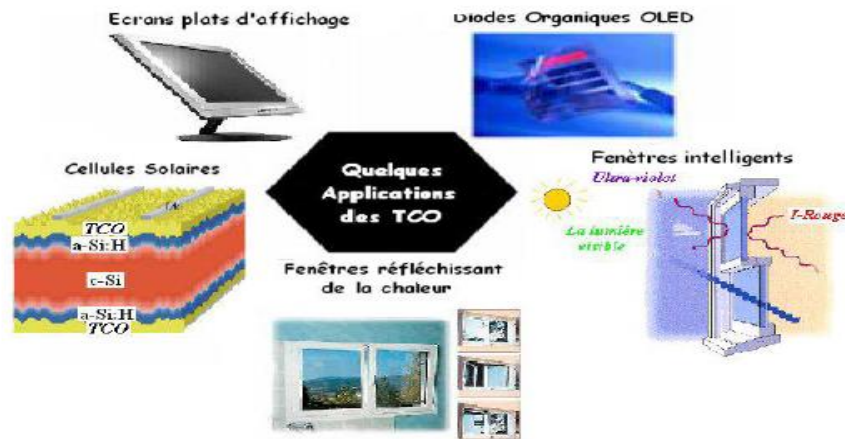 Ecrans plats d'affichage
Diodes Organiques OLED
Cellules Solaires
TCO
a-Si:H
c-Si
a-Si:H
TCO
Quelques
Applications
des TCO
Fenètres intelligents
Ultra-violet
La lumière
visible
I-Rouge
Fenêtres réfléchissant
de la chaleur